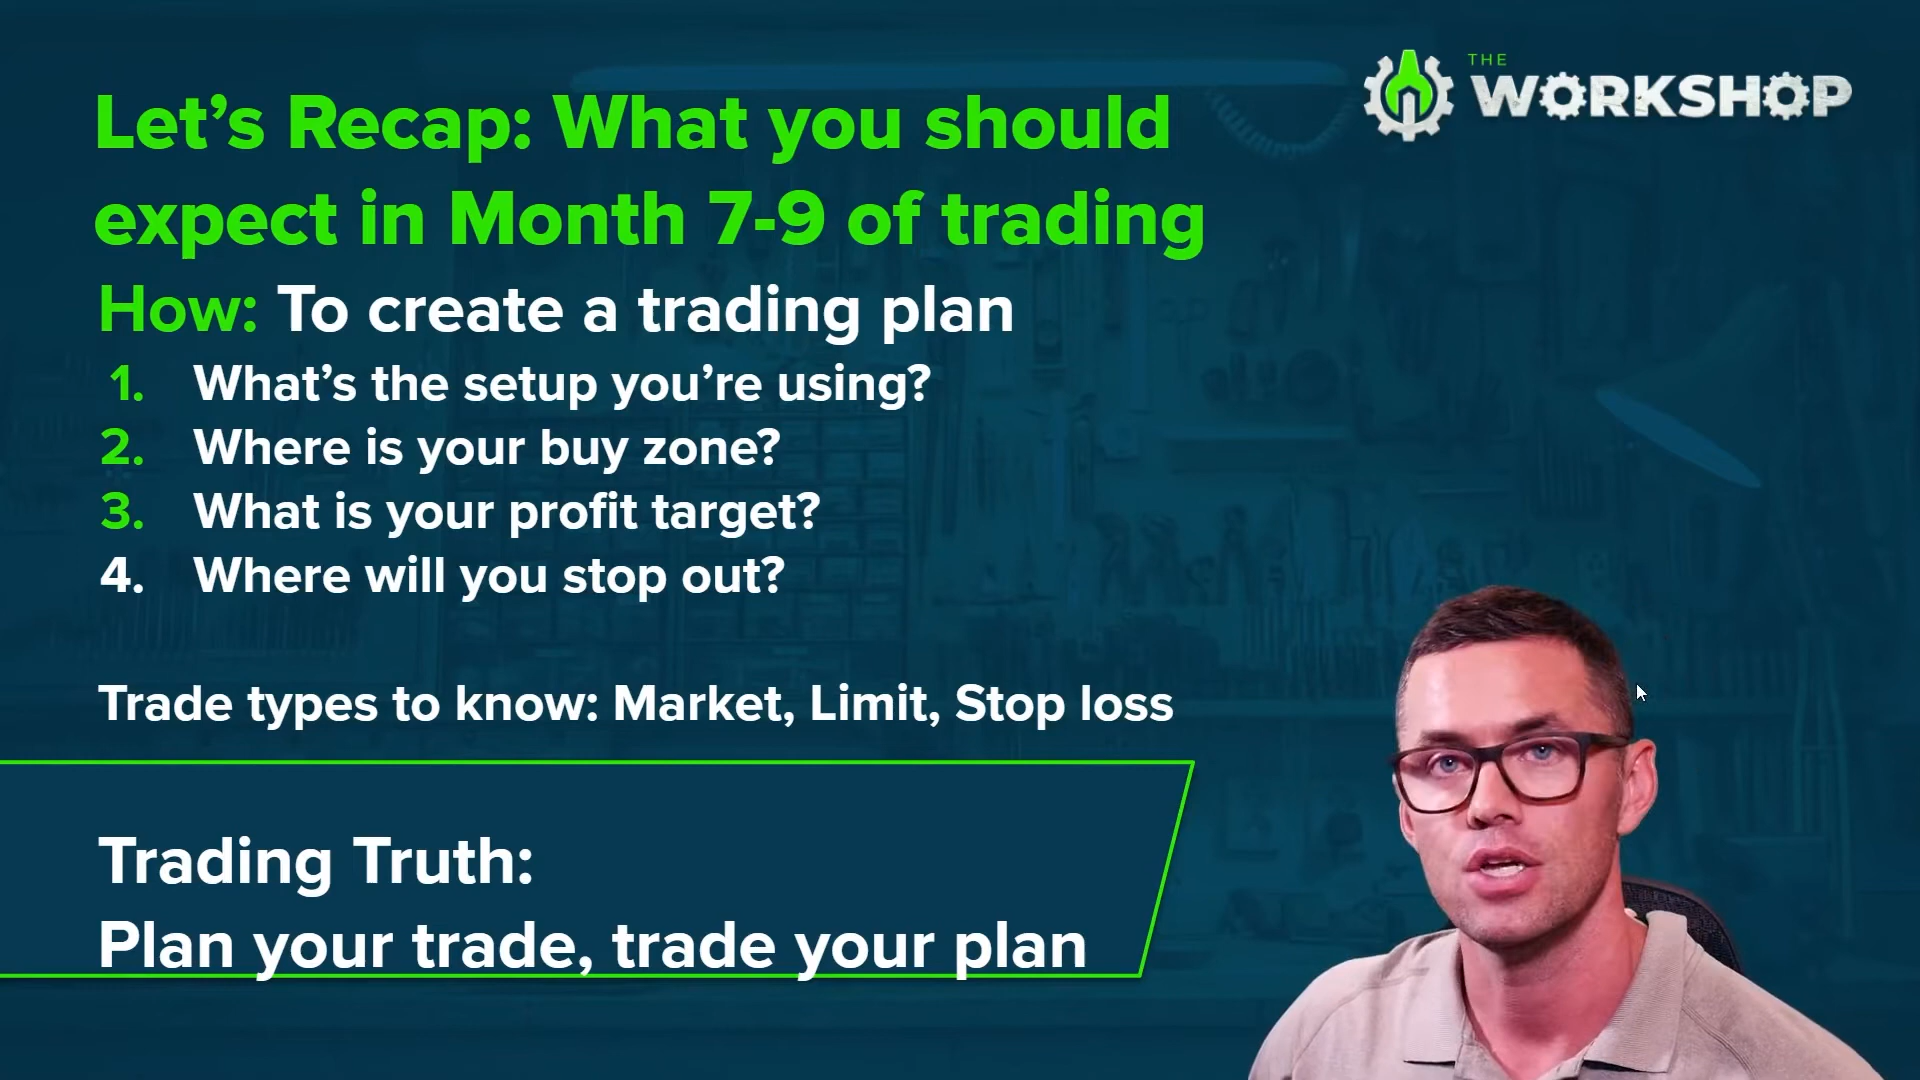 THE
WORKSHOP
Let’s Recap: What you should
expect in Month 7-9 of trading
How: To create a trading plan
1. What’s the setup you’re using?
2. Where is your buy zone?
3. What is your profit target?
4. Where will you stop out?
Trade types to know: Market, Limit, Stop loss
Trading Truth:
Plan your trade, trade your plan